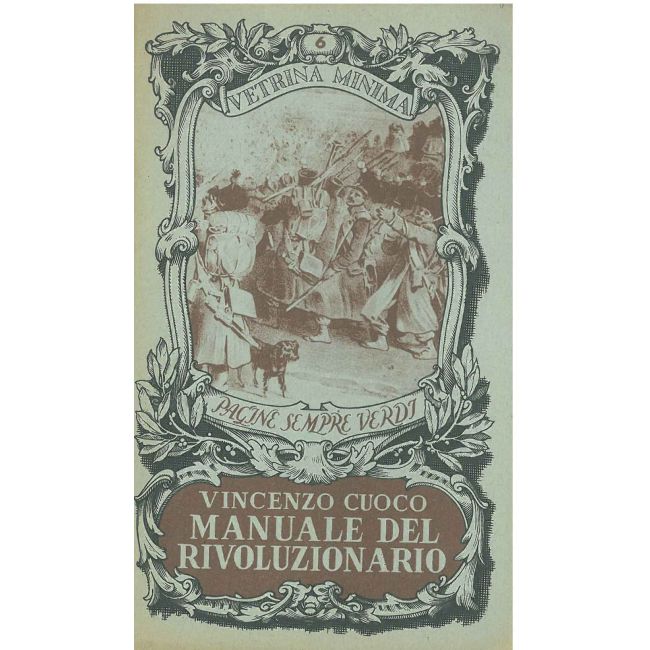 6
VETRINA MINIMA
PAGINE SEMPRE VERDI
VINCENZO CUOCO
MANUALE DEL
RIVOLUZIONARIO